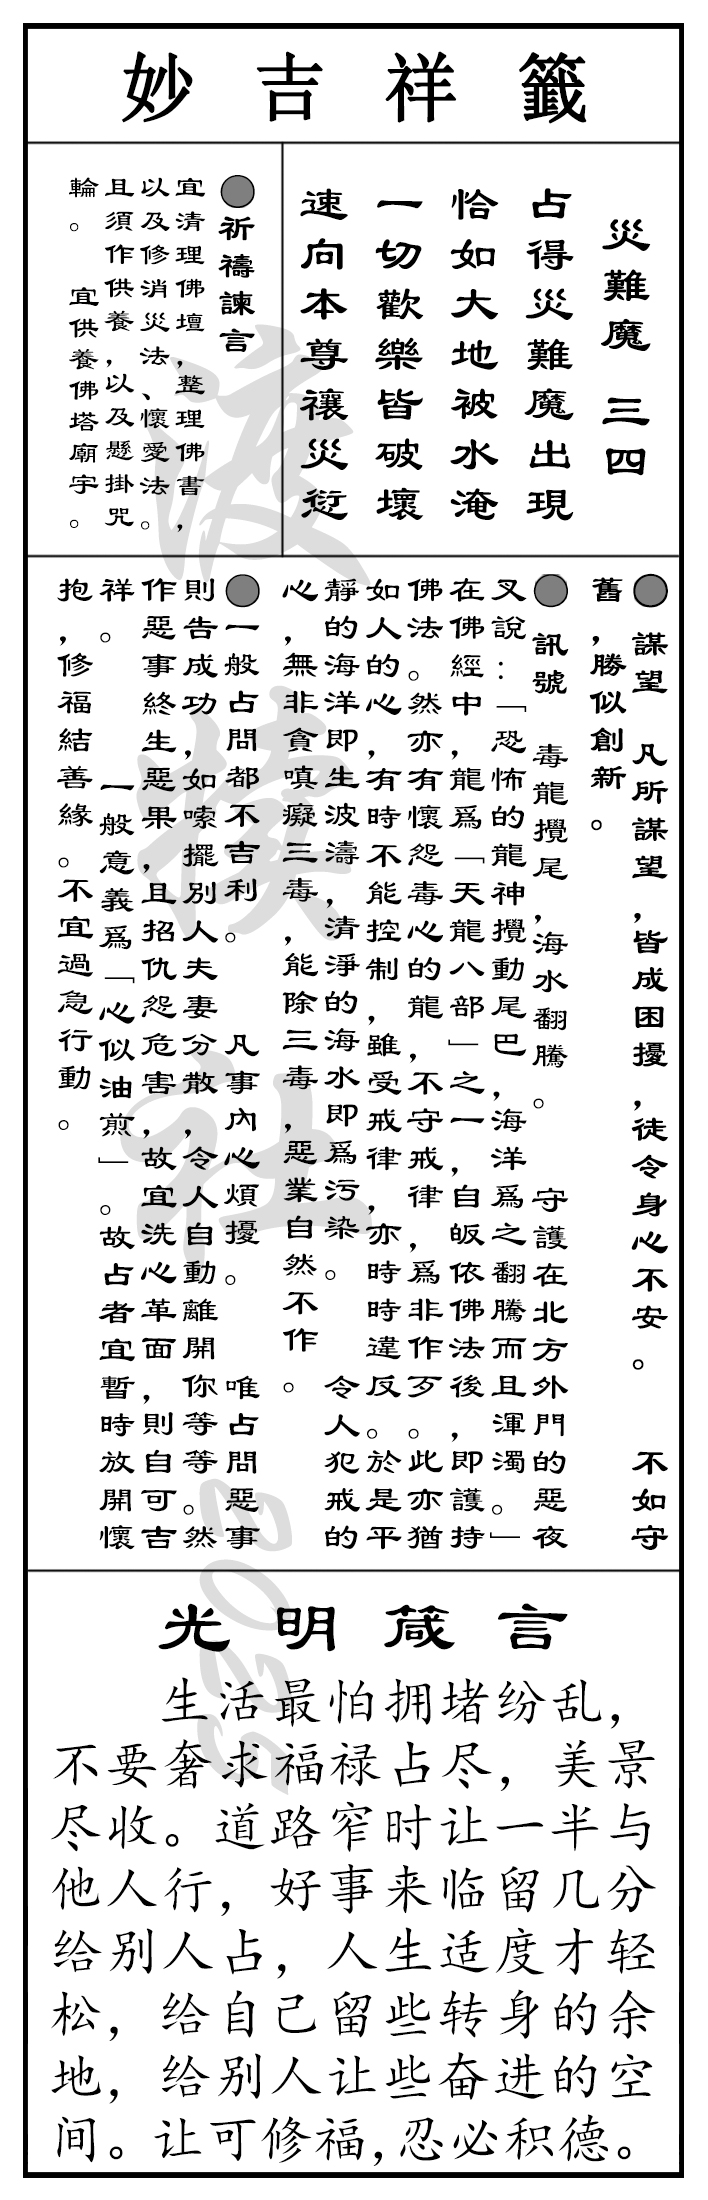 妙吉祥籤
災難魔 三四
占得災難魔出現
恰如大地被水淹
一切歡樂皆破壞
速向本尊禳災愆
●祈禱諫言
宜清理佛壇，整理佛書，
以及修消災法、懷愛法。
且須作供養，以及懸掛咒
輪。 宜供養佛塔廟宇。
● 謀望 凡所謀望，皆成困擾，徒令身心不安。 不如守
舊，勝似創新。
● 訊號 毒龍攪尾，海水翻騰。 守護在北方外門的惡夜
叉說：「恐怖的龍神攪動尾巴，海洋爲之翻騰而且渾濁。」
在佛經中，龍爲「天龍八部」之一，自皈依佛法後，即護持
佛法。然亦有懷怨毒心的龍，不守戒律，爲非作歹。此亦猶
如人的心，有時不能控制，雖受戒律亦時時違反。於是平
靜的海洋即生波濤，清淨的海水即爲污染。 令人犯戒的
心，無非貪嗔癡三毒，能除三毒，惡業自然不作。
●一般占問都不吉利。 凡事內心煩擾。 唯占問惡事
則告成功，如嗦擺別人夫妻分散，令人自動離開你等等。然
作惡事終生惡果，且招仇怨危害，故宜洗心革面，則自可吉
祥。 一般意義爲「心似油煎」。故占者宜暫時放開懷
抱，修福結善緣。不宜過急行動。
光明箴言
生活最怕拥堵纷乱，
不要奢求福禄占尽，美景
尽收。道路窄时让一半与
他人行，好事来临留几分
给别人占，人生适度才轻
松，给自己留些转身的余
地，给别人让些奋进的空
间。让可修福，忍必积德。